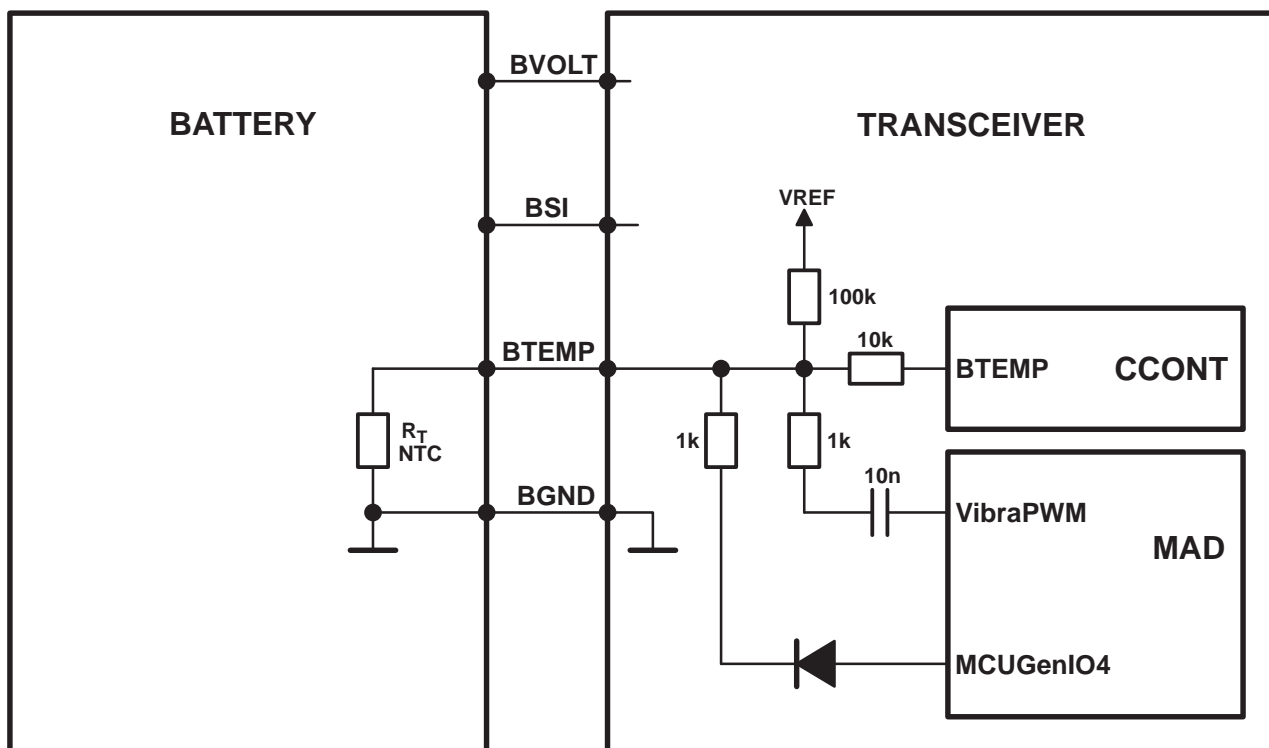 BVOLT
BATTERY
TRANSCEIVER
BSI
VREF
100k
10k
BTEMP
BTEMP
CCONT
RT
NTC
1k
1k
10n
BGND
VibraPWM
MAD
MCUGenIO4